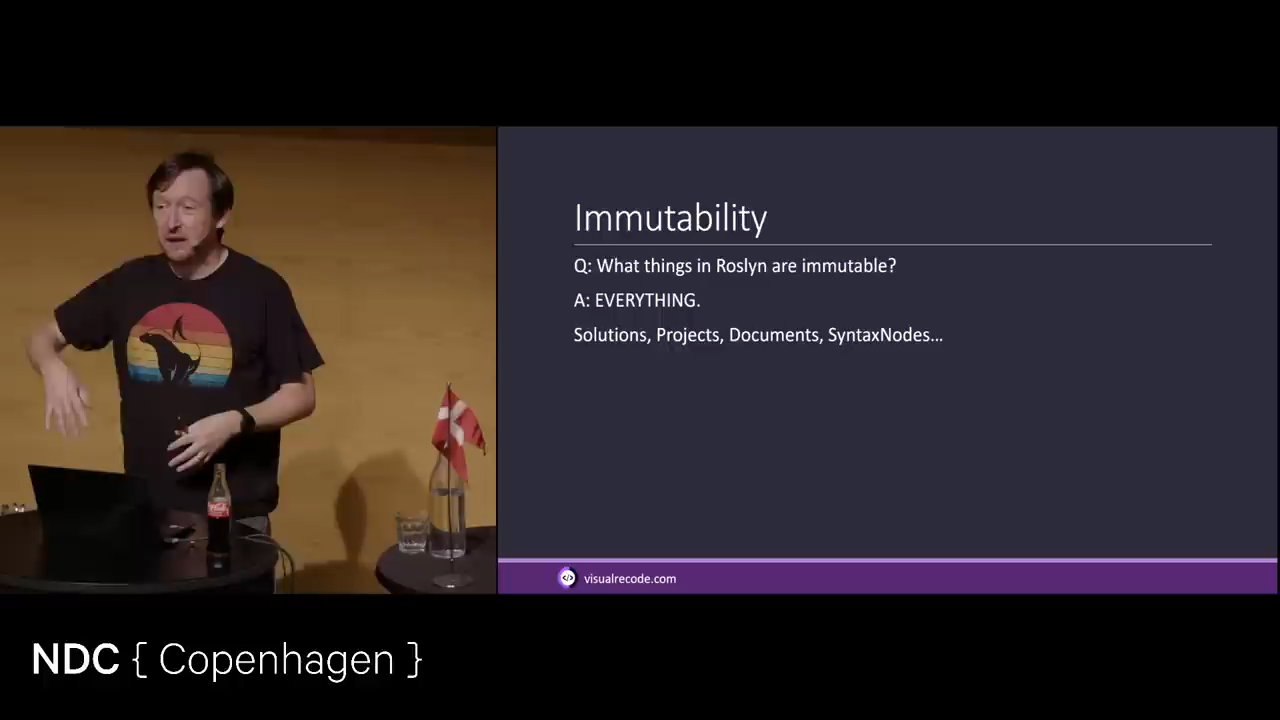 Immutability
Q: What things in Roslyn are immutable?
A: EVERYTHING.
Solutions, Projects, Documents, SyntaxNodes...
</> visualrecode.com
NDC { Copenhagen }